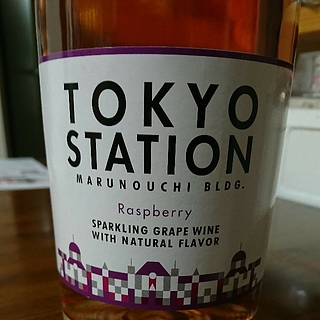 TOKYO
STATION
MARUNOUCHI BLDG.
Raspberry
SPARKLING GRAPE WINE
WITH NATURAL FLAVOR